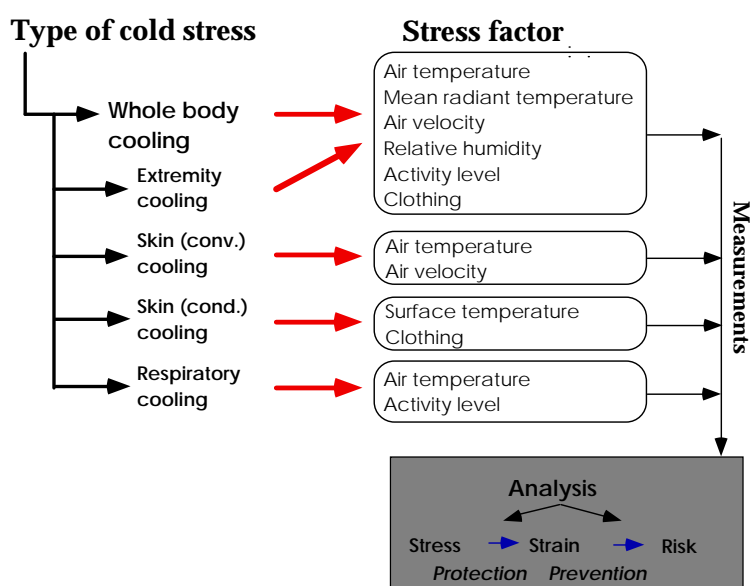 Type of cold stress
Stress factor
Whole body
cooling
Extremity
cooling
Skin (conv.)
cooling
Skin (cond.)
cooling
Respiratory
cooling
Air temperature
Mean radiant temperature
Air velocity
Relative humidity
Activity level
Clothing
Air temperature
Air velocity
Surface temperature
Clothing
Air temperature
Activity level
Measurements
Analysis
Stress Strain Risk
Protection Prevention